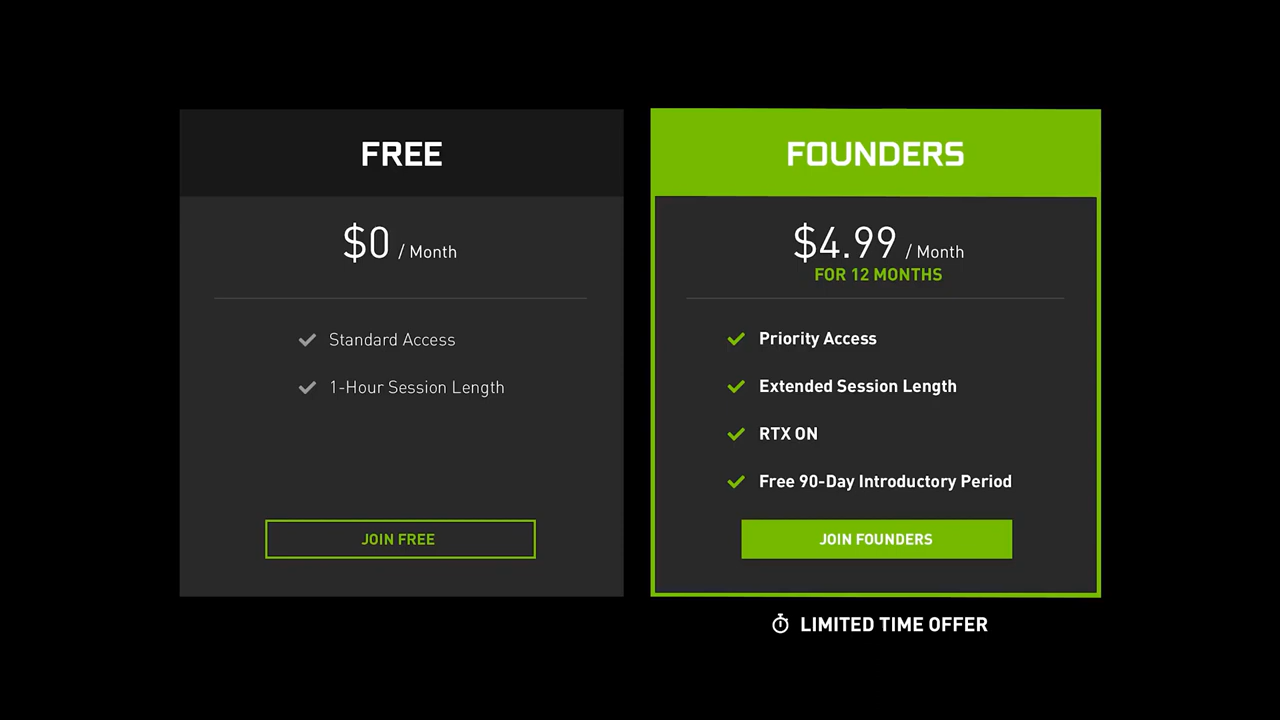 FREE
$0 / Month
Standard Access
1-Hour Session Length
JOIN FREE
FOUNDERS
$4.99 / Month
FOR 12 MONTHS
Priority Access
Extended Session Length
RTX ON
Free 90-Day Introductory Period
JOIN FOUNDERS
LIMITED TIME OFFER